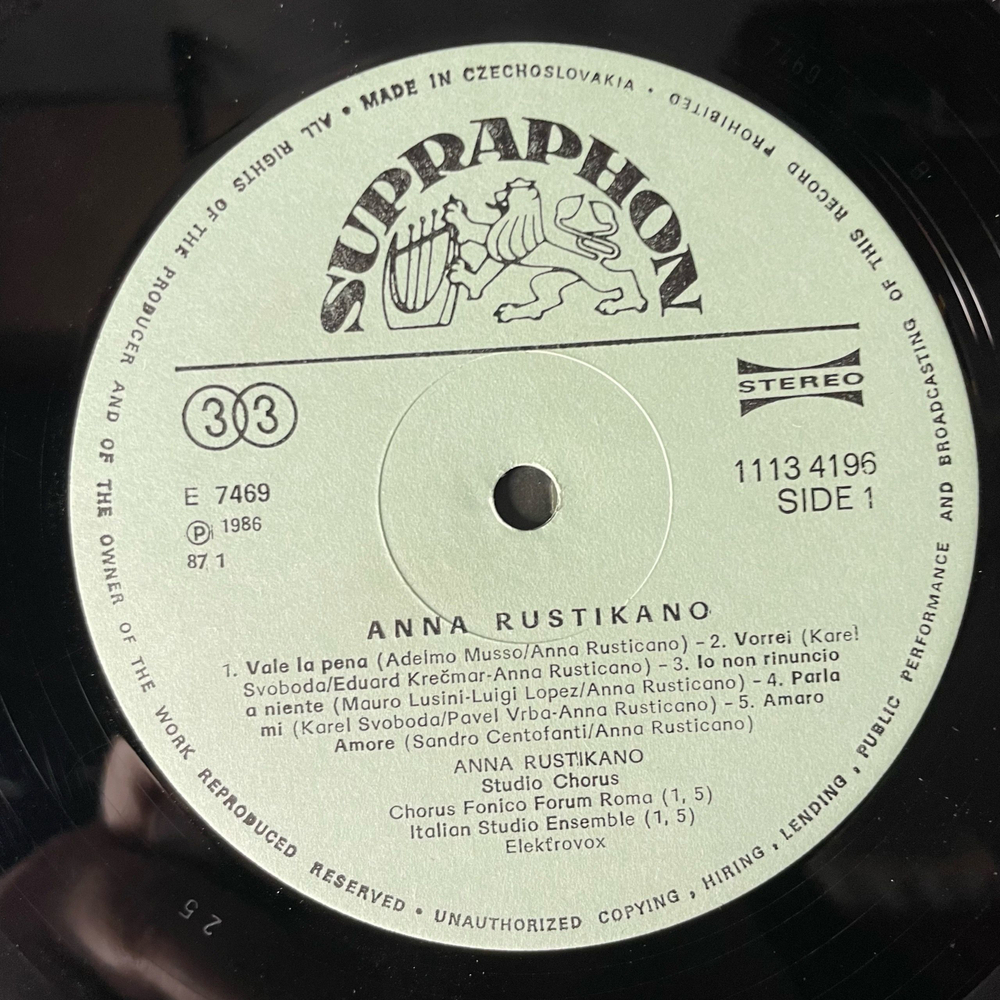 • MADE IN CZECHOSLOVAKIA •
ALL RIGHTS OF THE PRODUCER AND OF THE OWNER OF THE WORK REPRODUCED RESERVED • UNAUTHORIZED COPYING, HIRING, LENDING, PUBLIC PERFORMANCE AND BROADCASTING OF THIS RECORD PROHIBITED
SUPRAPHON
33
STEREO
E 7469
1113 4196
Ⓟ 1986
SIDE 1
87 1
ANNA RUSTIKANO
1. Vale la pena (Adelmo Musso/Anna Rusticano) – 2. Vorrei (Karel
Svoboda/Eduard Krečmar-Anna Rusticano) – 3. Io non rinuncio
a niente (Mauro Lusini-Luigi Lopez/Anna Rusticano) – 4. Parla
mi (Karel Svoboda/Pavel Vrba-Anna Rusticano) – 5. Amaro
Amore (Sandro Centofanti/Anna Rusticano)
ANNA RUSTIKANO
Studio Chorus
Chorus Fonico Forum Roma (1, 5)
Italian Studio Ensemble (1, 5)
Elektrovox
25